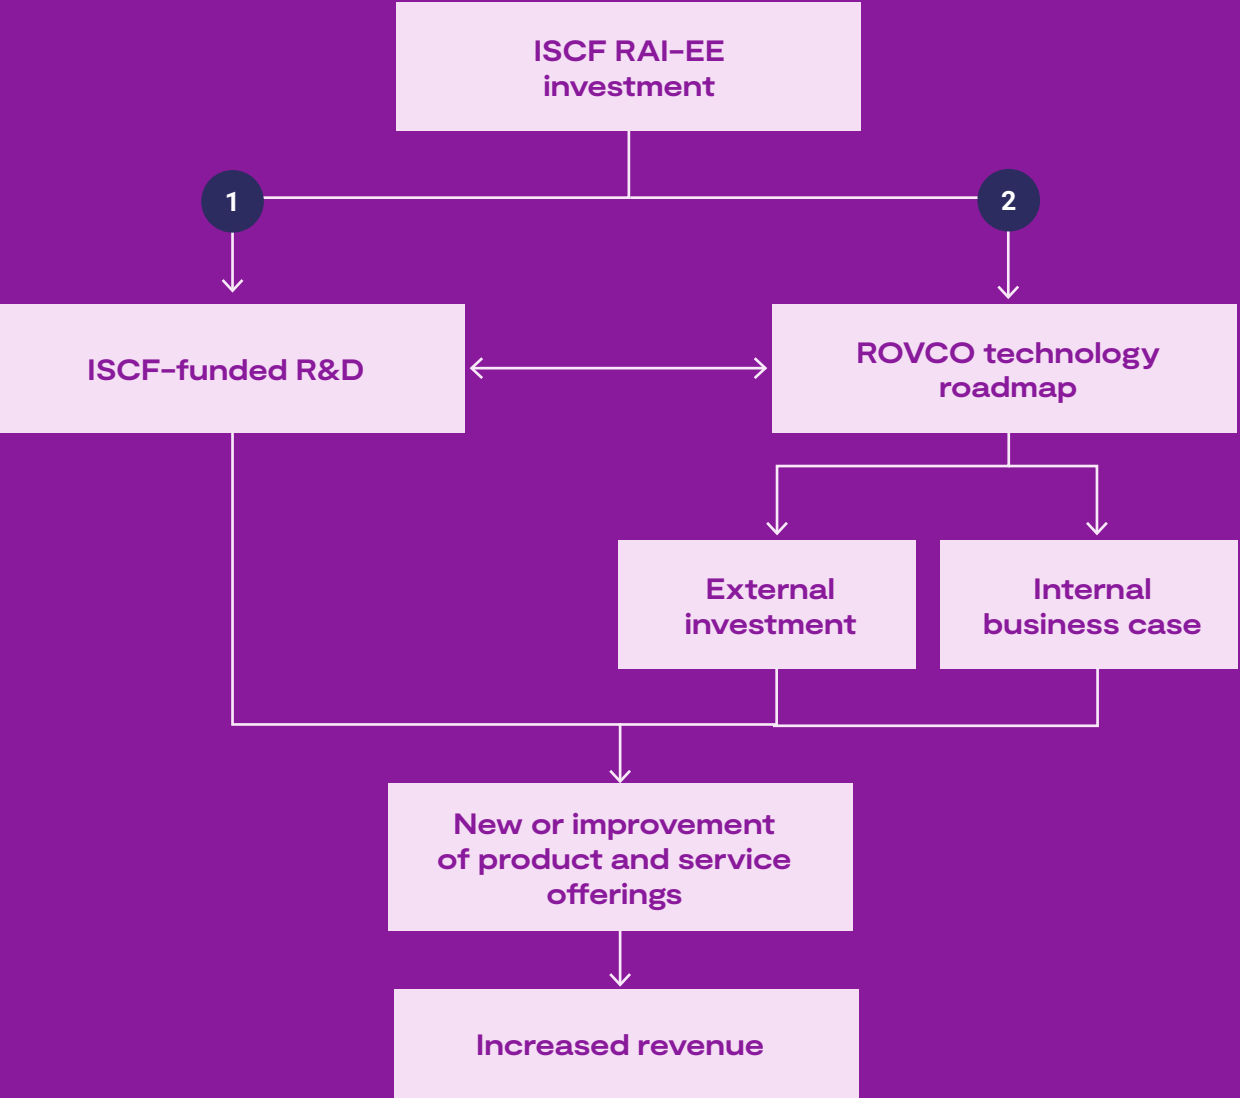 ISCF RAI-EE
investment
1
2
ISCF-funded R&D
ROVCO technology
roadmap
External
investment
Internal
business case
New or improvement
of product and service
offerings
Increased revenue